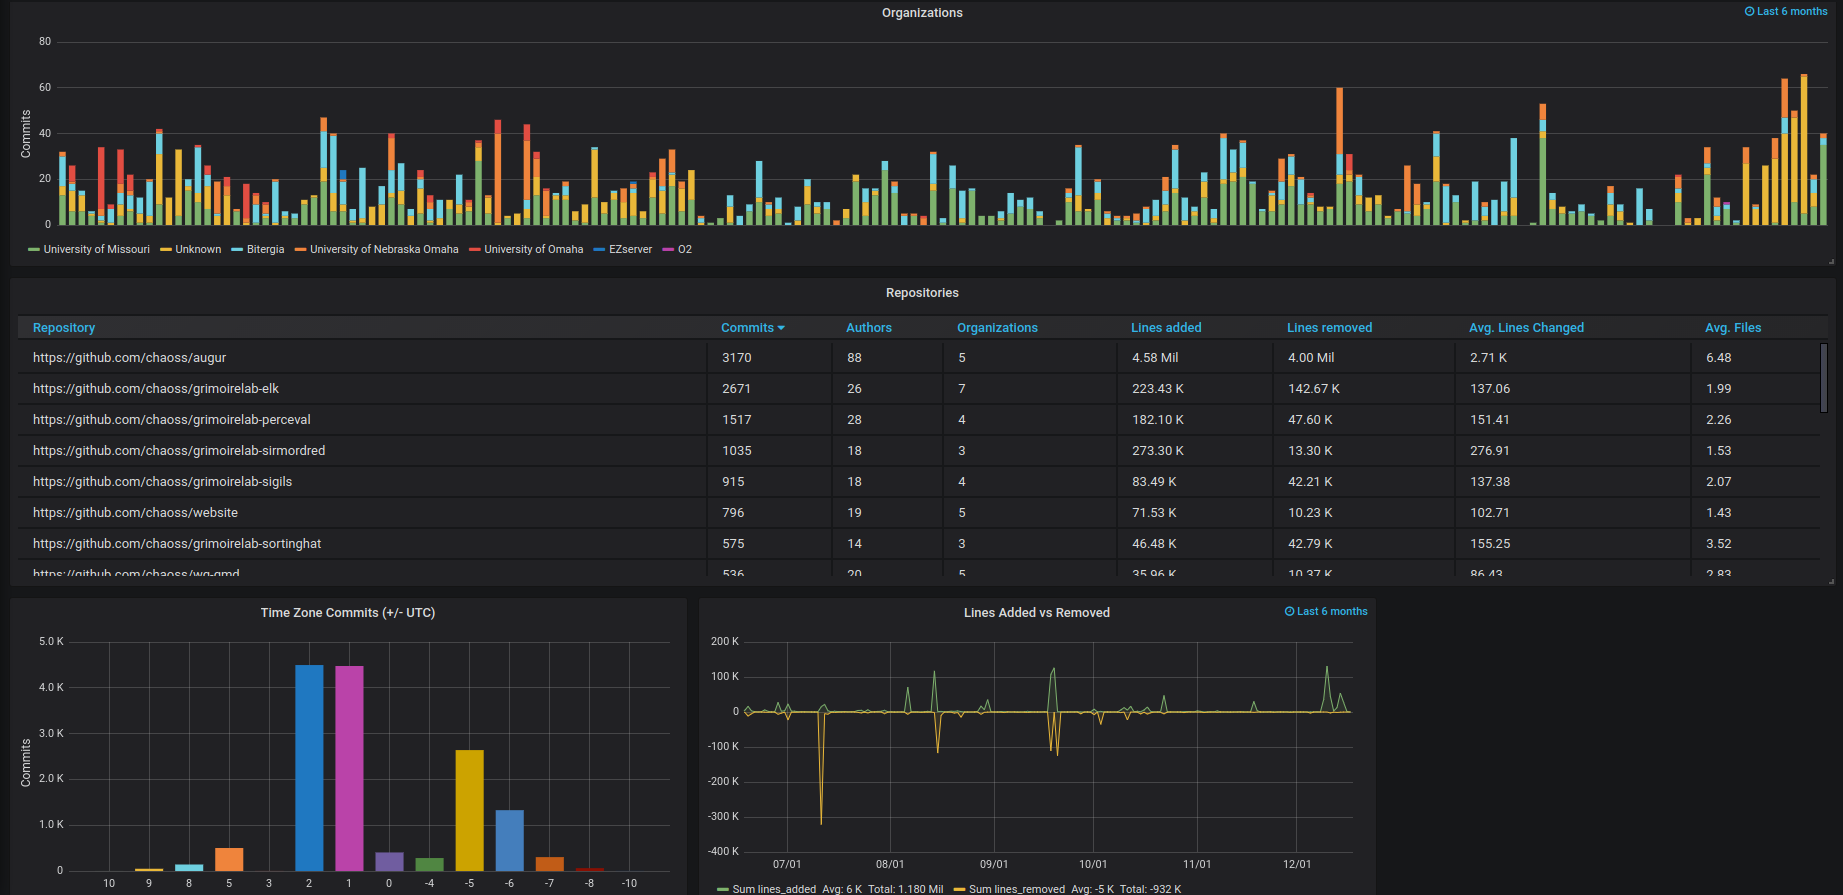 Organizations
Last 6 months
80
60
40
20
0
Commits
University of Missouri Unknown Bitergia University of Nebraska Omaha University of Omaha EZserver O2
Repositories
Repository Commits Authors Organizations Lines added Lines removed Avg. Lines Changed Avg. Files
https://github.com/chaoss/augur 3170 88 5 4.58 Mil 4.00 Mil 2.71 K 6.48
https://github.com/chaoss/grimoirelab-elk 2671 26 7 223.43 K 142.67 K 137.06 1.99
https://github.com/chaoss/grimoirelab-perceval 1517 28 4 182.10 K 47.60 K 151.41 2.26
https://github.com/chaoss/grimoirelab-sirmordred 1035 18 3 273.30 K 13.30 K 276.91 1.53
https://github.com/chaoss/grimoirelab-sigils 915 18 4 83.49 K 42.21 K 137.38 2.07
https://github.com/chaoss/website 796 19 5 71.53 K 10.23 K 102.71 1.43
https://github.com/chaoss/grimoirelab-sortinghat 575 14 3 46.48 K 42.79 K 155.25 3.52
https://github.com/chaoss/wg-gmd 536 20 5 35.96 K 10.37 K 86.43 2.83
Time Zone Commits (+/- UTC)
5.0 K
4.0 K
3.0 K
2.0 K
1.0 K
0
Commits
10 9 8 5 3 2 1 0 -4 -5 -6 -7 -8 -10
Lines Added vs Removed
Last 6 months
200 K
100 K
0
-100 K
-200 K
-300 K
-400 K
07/01 08/01 09/01 10/01 11/01 12/01
Sum lines_added Avg: 6 K Total: 1.180 Mil Sum lines_removed Avg: -5 K Total: -932 K